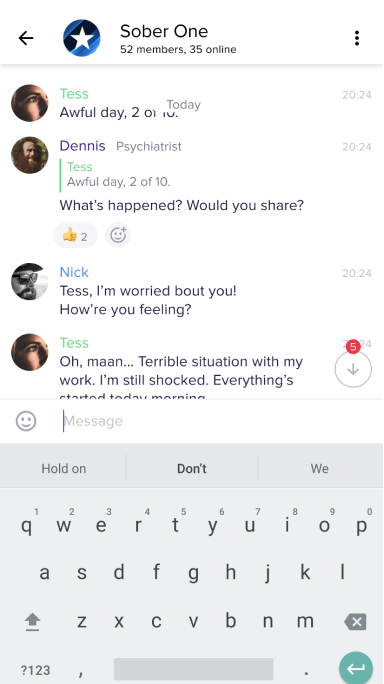 Sober One
52 members, 35 online
Tess
20:24
Awful day, 2 of 10.
Today
Dennis Psychiatrist
20:24
Tess
Awful day, 2 of 10.
What's happened? Would you share?
👍 2
Nick
20:24
Tess, I'm worried bout you!
How're you feeling?
Tess
5
Oh, maan... Terrible situation with my
work. I'm still shocked. Everything's
started today morning
Message
Hold on Don't We
1 2 3 4 5 6 7 8 9 0
q w e r t y u i o p
a s d f g h j k l
z x c v b n m
?123 , .